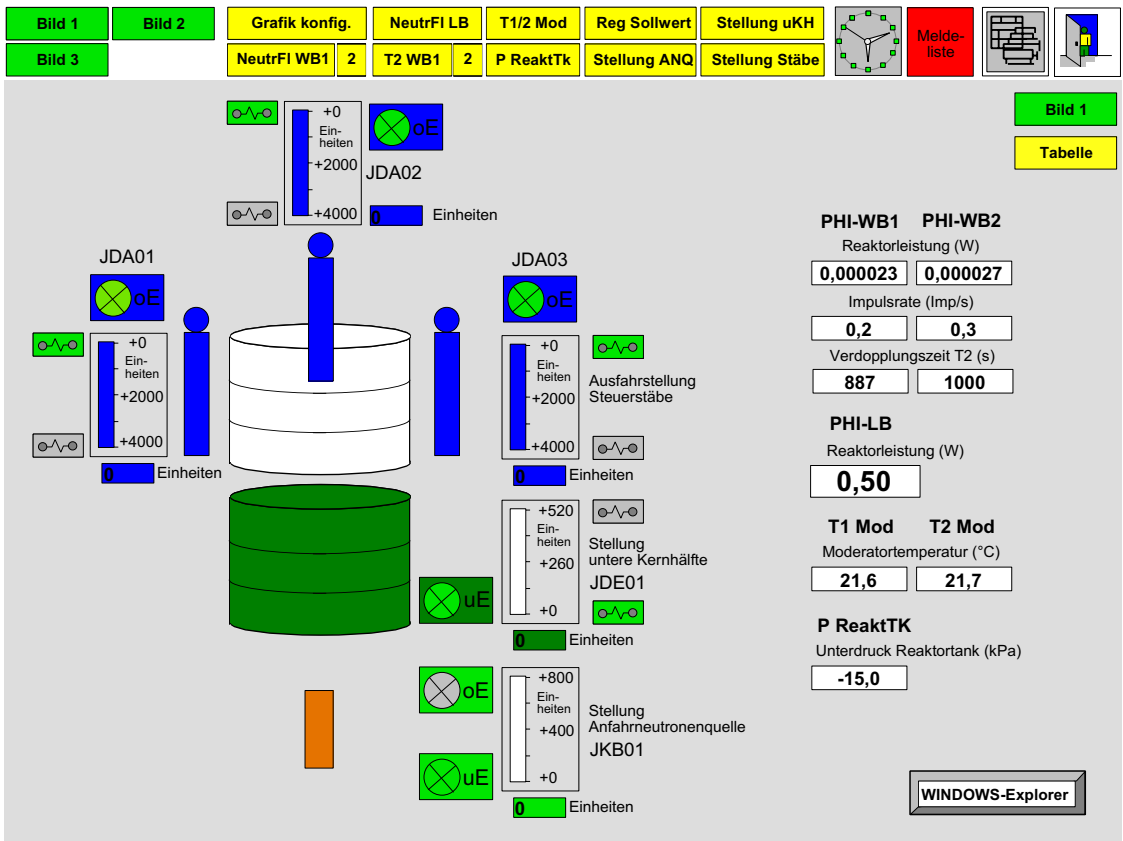 Bild 1 Bild 2 Grafik konfig. NeutrFl LB T1/2 Mod Reg Sollwert Stellung uKH
Melde-
liste
Bild 3 NeutrFl WB1 2 T2 WB1 2 P ReaktTk Stellung ANQ Stellung Stäbe
Bild 1
Tabelle
+0
Ein-
heiten
+2000
+4000
oE
JDA02
0 Einheiten
JDA01
oE
+0
Ein-
heiten
+2000
+4000
0 Einheiten
JDA03
oE
+0
Ein-
heiten
+2000
+4000
Ausfahrstellung
Steuerstäbe
0 Einheiten
+520
Ein-
heiten
+260
+0
Stellung
untere Kernhälfte
JDE01
uE
0 Einheiten
oE
+800
Ein-
heiten
+400
+0
Stellung
Anfahrneutronenquelle
JKB01
uE
0 Einheiten
PHI-WB1 PHI-WB2
Reaktorleistung (W)
0,000023 0,000027
Impulsrate (Imp/s)
0,2 0,3
Verdopplungszeit T2 (s)
887 1000
PHI-LB
Reaktorleistung (W)
0,50
T1 Mod T2 Mod
Moderatortemperatur (°C)
21,6 21,7
P ReaktTK
Unterdruck Reaktortank (kPa)
-15,0
WINDOWS-Explorer